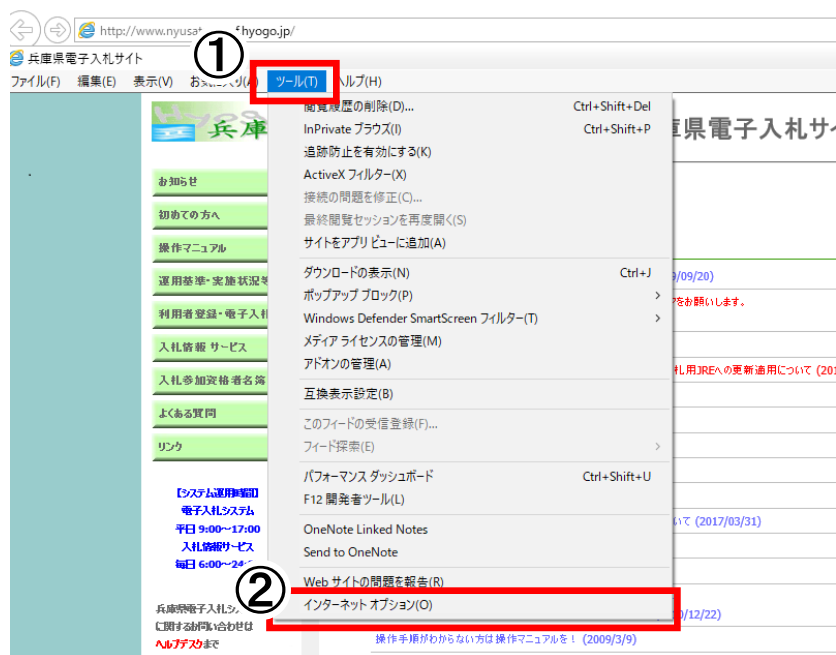 http://www.nyusat hyogo.jp/
兵庫県電子入札サイト
①
ファイル(F) 編集(E) 表示(V) お気に入り(A) ツール(T) ヘルプ(H)
兵庫
県電子入札サイ
閲覧履歴の削除(D)... Ctrl+Shift+Del
InPrivate ブラウズ(I) Ctrl+Shift+P
追跡防止を有効にする(K)
ActiveX フィルター(X)
接続の問題を修正(C)...
最終閲覧セッションを再度開く(S)
サイトをアプリ ビューに追加(A)
ダウンロードの表示(N) Ctrl+J
ポップアップ ブロック(P)
Windows Defender SmartScreen フィルター(T)
メディア ライセンスの管理(M)
アドオンの管理(A)
互換表示設定(B)
このフィードの受信登録(F)...
フィード探索(E)
パフォーマンス ダッシュボード Ctrl+Shift+U
F12 開発者ツール(L)
OneNote Linked Notes
Send to OneNote
Web サイトの問題を報告(R)
②
インターネット オプション(O)
お知らせ
初めての方へ
操作マニュアル
運用基準・実施状況等
利用者登録・電子入札
入札情報 サービス
入札参加資格者名簿
よくある質問
リンク
【システム運用時間】
電子入札システム
平日 9:00～17:00
入札情報サービス
毎日 6:00～24:
兵庫県電子入札シ
に関するお問い合わせは
ヘルプデスクまで
/09/20)
をお願いします。
札用JREへの更新適用について (201
いて (2017/03/31)
0/12/22)
操作手順がわからない方は操作マニュアルを！ (2009/3/9)